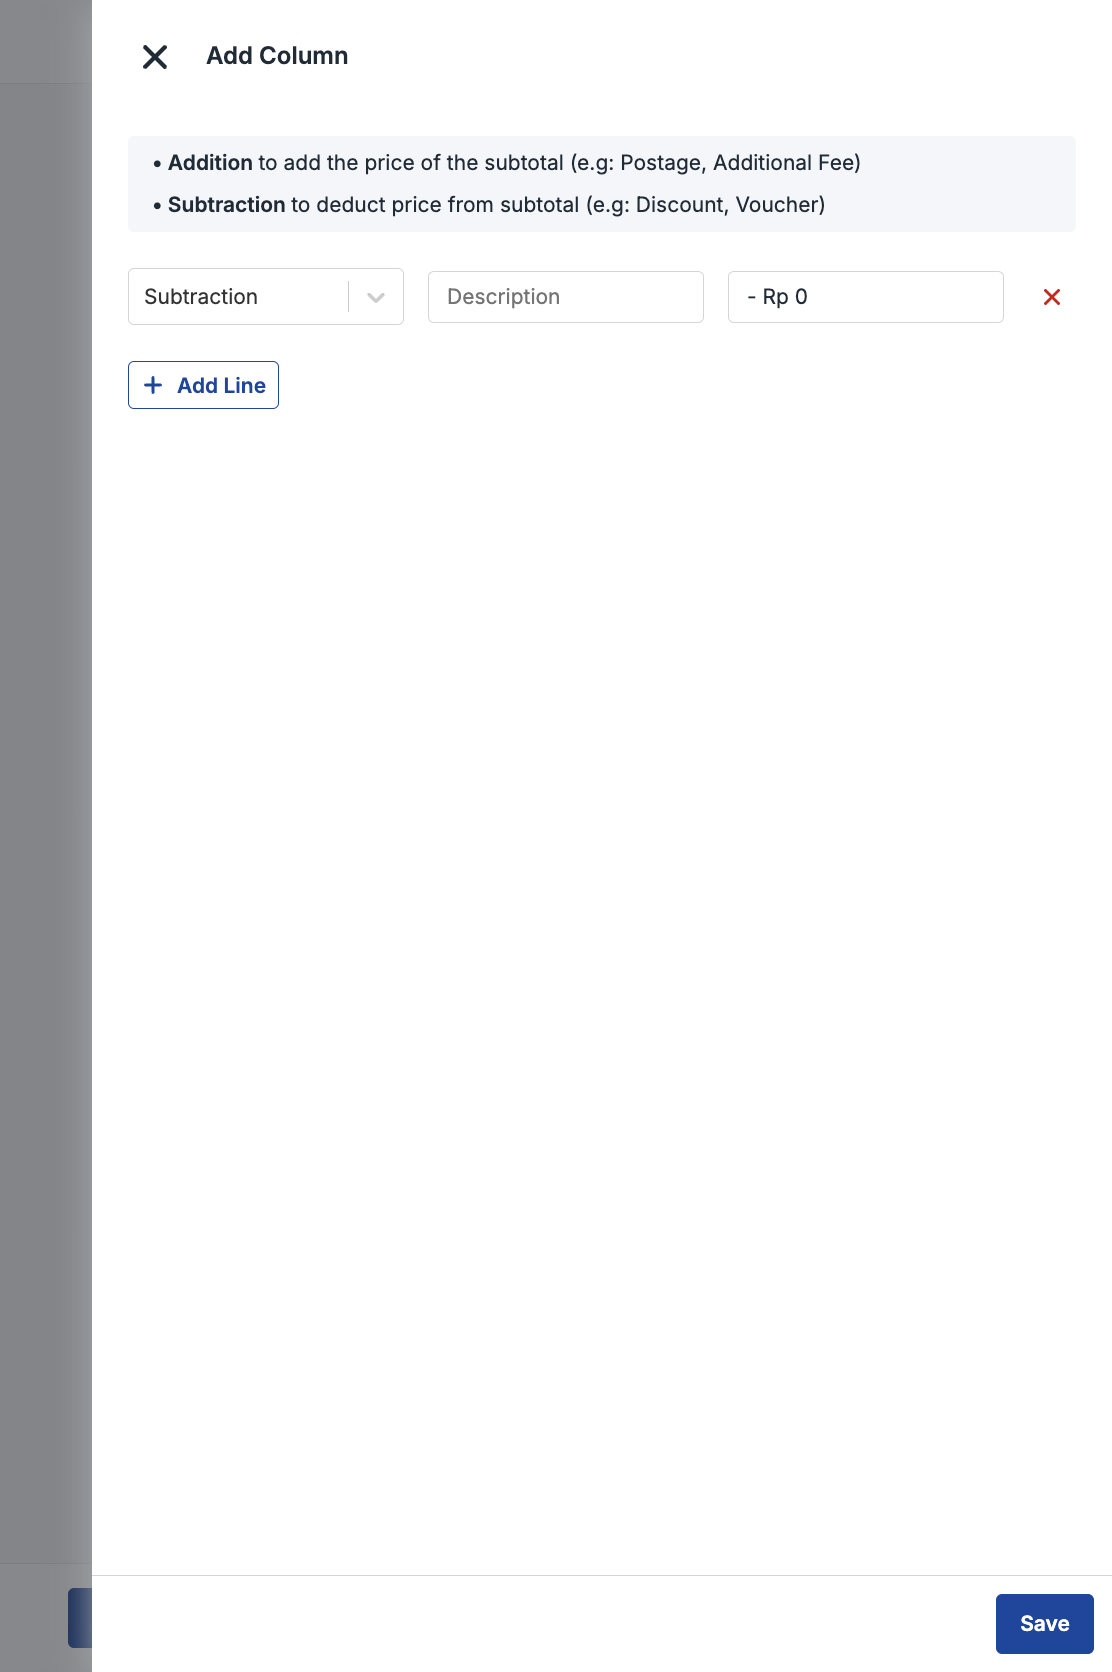 Add Column
• Addition to add the price of the subtotal (e.g: Postage, Additional Fee)
• Subtraction to deduct price from subtotal (e.g: Discount, Voucher)
Subtraction
Description
- Rp 0
Add Line
Save